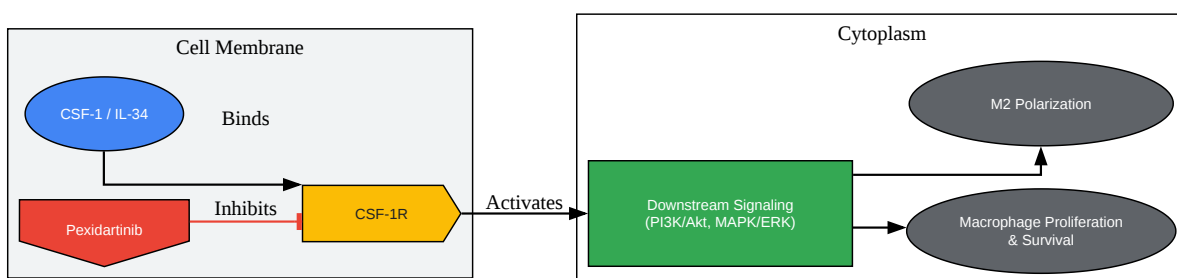 Cell Membrane
CSF-1 / IL-34
Binds
Pexidartinib
Inhibits
CSF-1R
Activates
Cytoplasm
Downstream Signaling
(PI3K/Akt, MAPK/ERK)
M2 Polarization
Macrophage Proliferation
& Survival